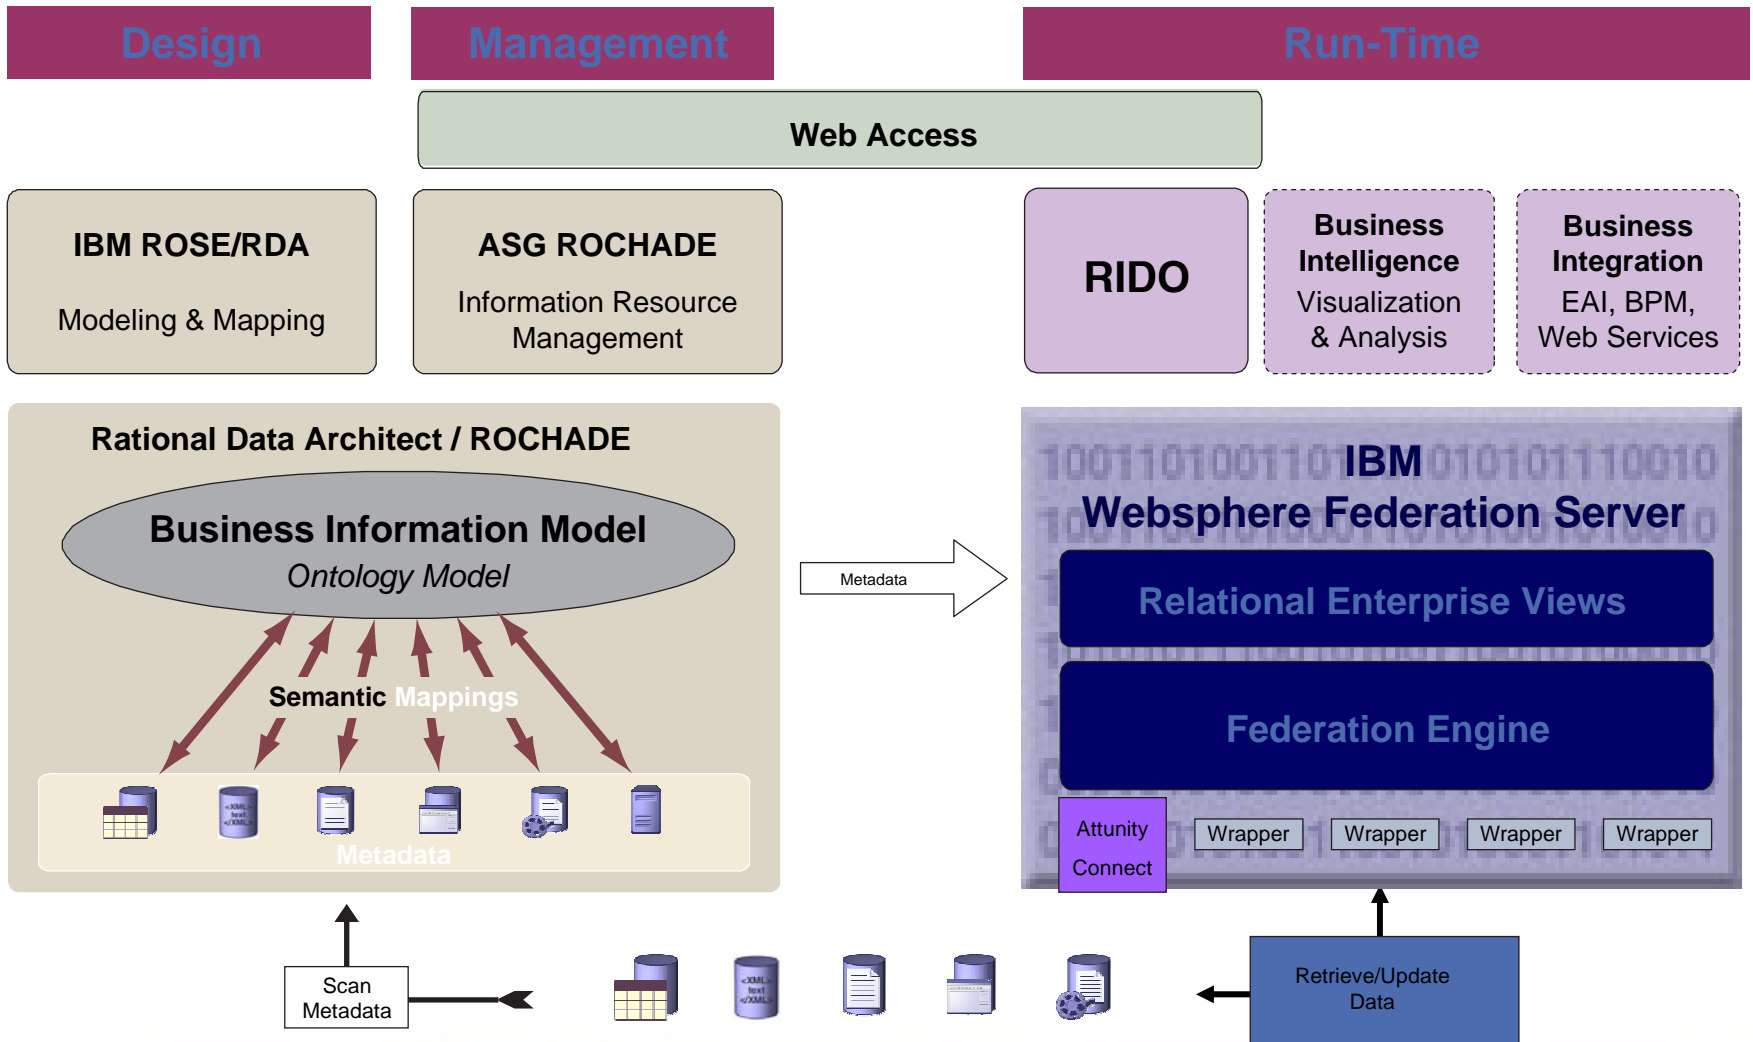 Design
Management
Run-Time
Web Access
IBM ROSE/RDA
Modeling & Mapping
ASG ROCHADE
Information Resource
Management
RIDO
Business
Intelligence
Visualization
& Analysis
Business
Integration
EAI, BPM,
Web Services
Rational Data Architect / ROCHADE
Business Information Model
Ontology Model
Semantic Mappings
Metadata
Metadata
IBM
Websphere Federation Server
Relational Enterprise Views
Federation Engine
Attunity
Connect
Wrapper
Wrapper
Wrapper
Wrapper
Scan
Metadata
<XML>
text
</XML>
Retrieve/Update
Data